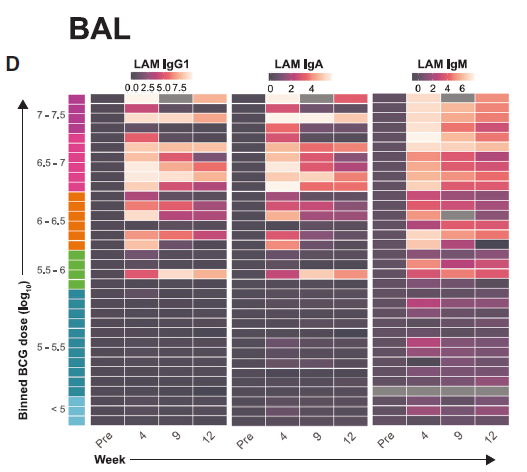 BAL
D
LAM IgG1
LAM IgA
LAM IgM
0.0 2.5 5.0 7.5
0 2 4
0 2 4 6
7 – 7.5
6.5 – 7
6 – 6.5
5.5 – 6
5 – 5.5
< 5
Binned BCG dose (log10)
Pre 4 9 12
Pre 4 9 12
Pre 4 9 12
Week